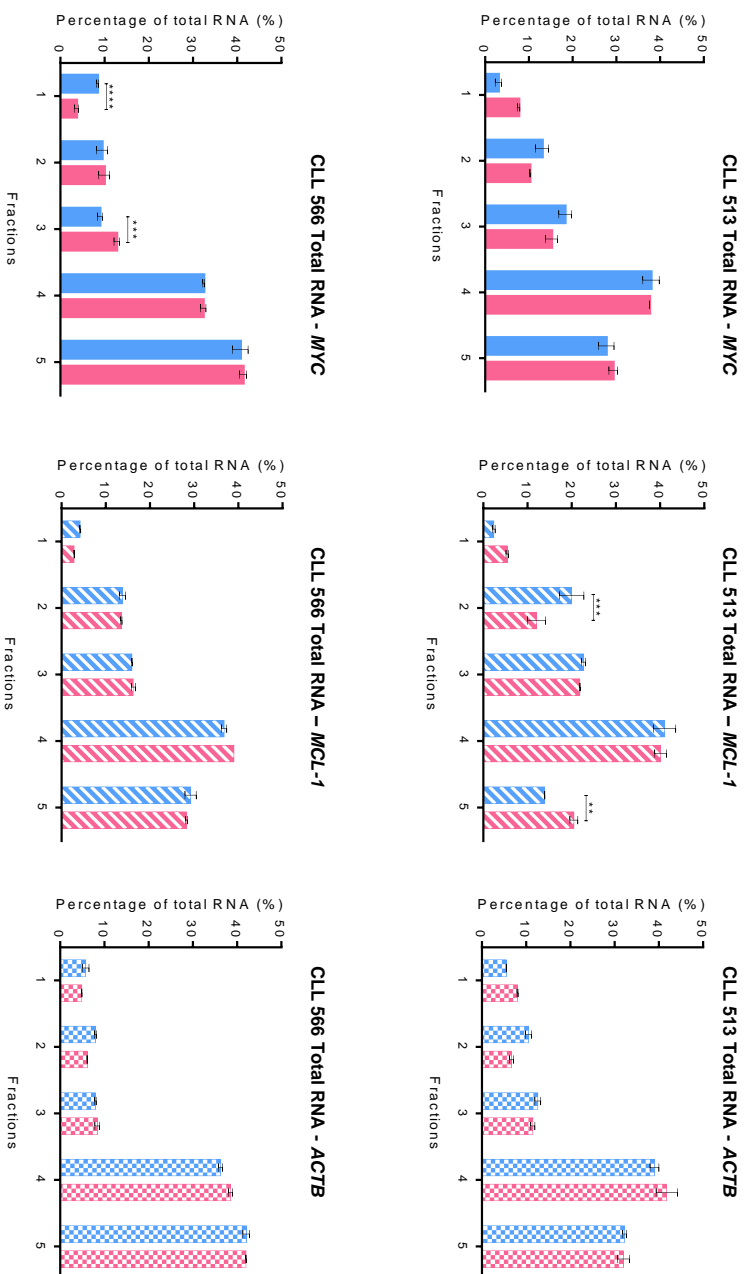 CLL 513 Total RNA - MYC
Percentage of total RNA (%)
50
40
30
20
10
0
1 2 3 4 5
Fractions
CLL 513 Total RNA – MCL-1
Percentage of total RNA (%)
50
40
30
20
10
0
***
**
1 2 3 4 5
Fractions
CLL 513 Total RNA - ACTB
Percentage of total RNA (%)
50
40
30
20
10
0
1 2 3 4 5
Fractions
CLL 566 Total RNA - MYC
Percentage of total RNA (%)
50
40
30
20
10
0
****
***
1 2 3 4 5
Fractions
CLL 566 Total RNA – MCL-1
Percentage of total RNA (%)
50
40
30
20
10
0
1 2 3 4 5
Fractions
CLL 566 Total RNA - ACTB
Percentage of total RNA (%)
50
40
30
20
10
0
1 2 3 4 5
Fractions